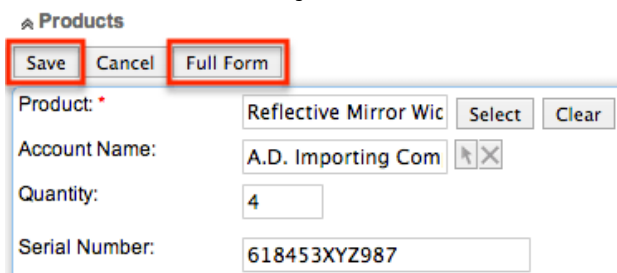 Products
Save Cancel Full Form
Product: * Reflective Mirror Wic Select Clear
Account Name: A.D. Importing Com
Quantity: 4
Serial Number: 618453XYZ987